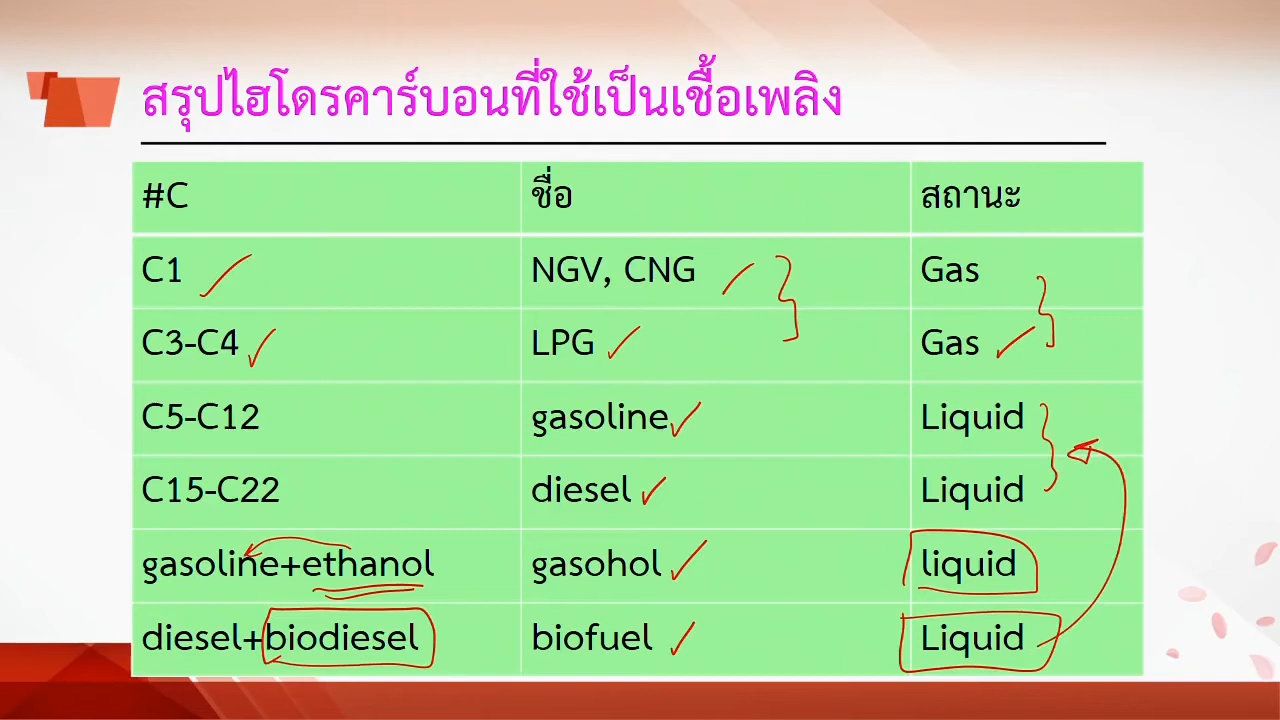 สรุปไฮโดรคาร์บอนที่ใช้เป็นเชื้อเพลิง
#C ชื่อ สถานะ
C1 NGV, CNG Gas
C3-C4 LPG Gas
C5-C12 gasoline Liquid
C15-C22 diesel Liquid
gasoline+ethanol gasohol liquid
diesel+biodiesel biofuel Liquid